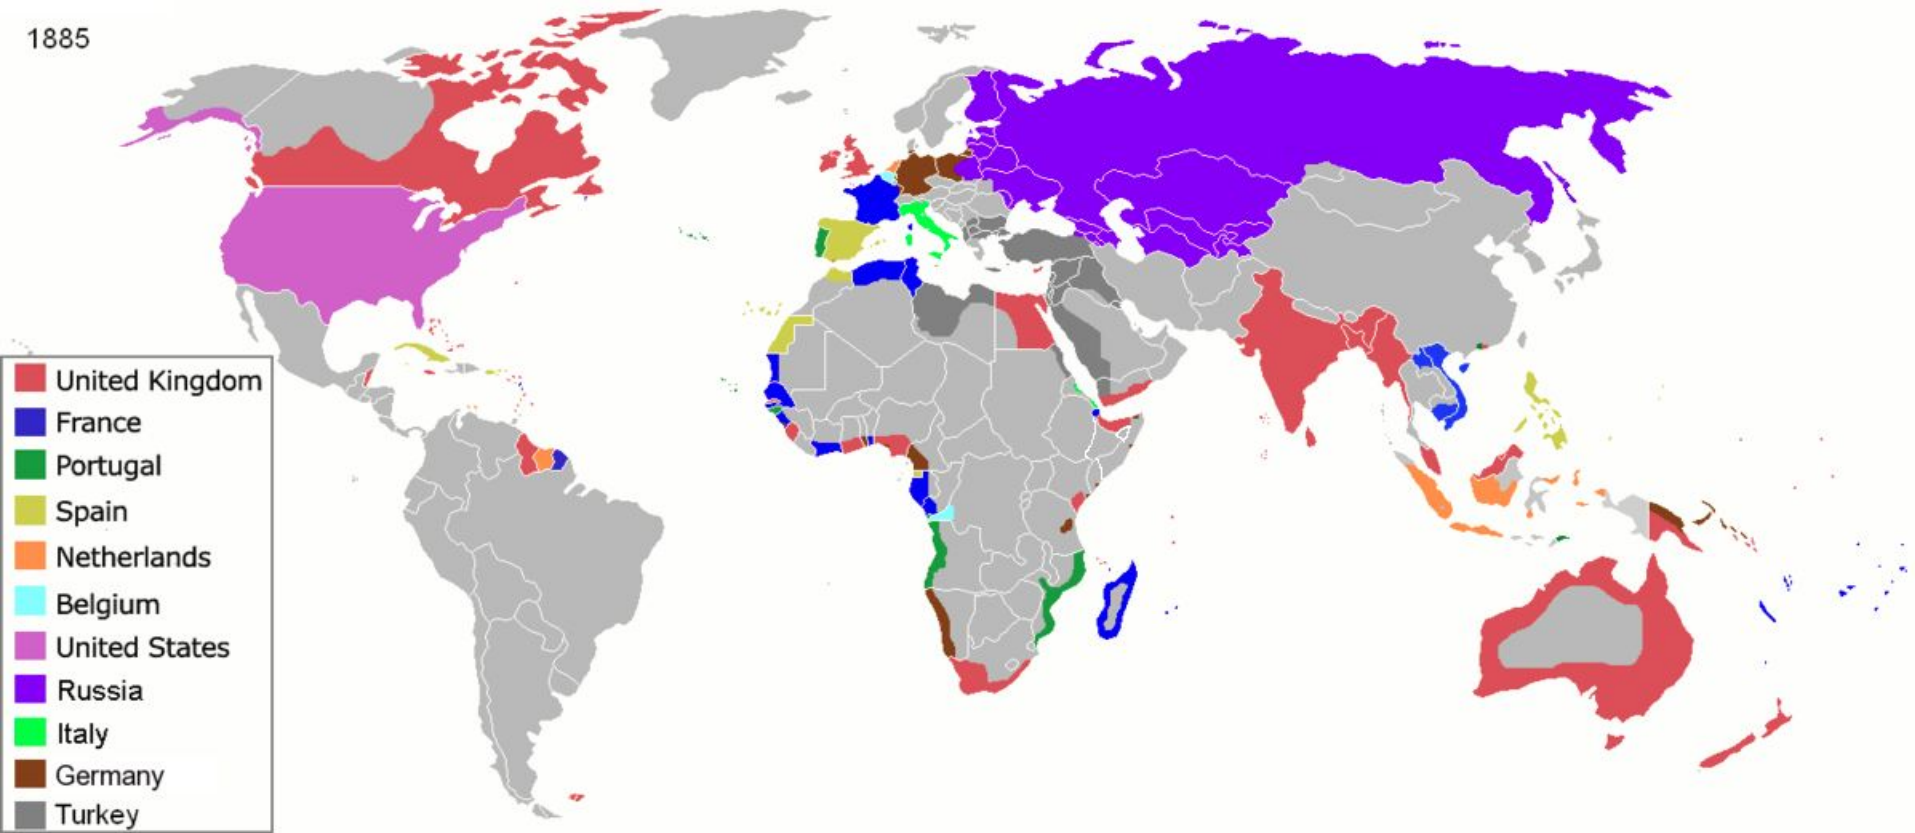 1885
United Kingdom
France
Portugal
Spain
Netherlands
Belgium
United States
Russia
Italy
Germany
Turkey